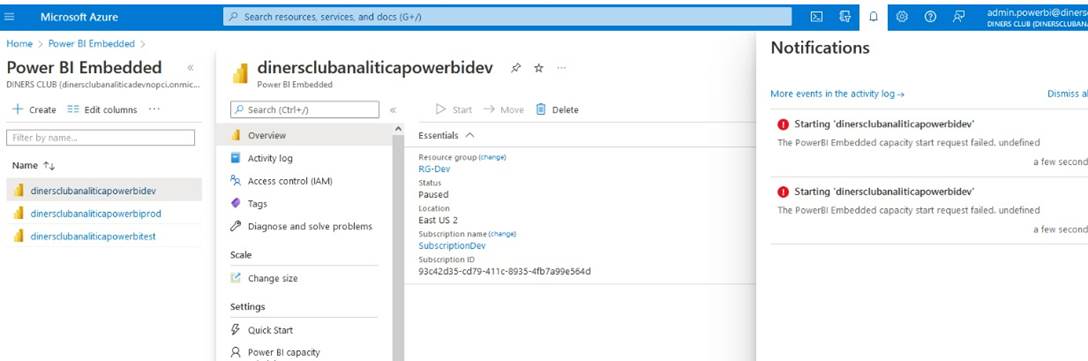 Microsoft Azure
Search resources, services, and docs (G+/)
admin.powerbi@diners
DINERS CLUB (DINERSCLUBANA
Home > Power BI Embedded >
Power BI Embedded
DINERS CLUB (dinersclubanaliticadevnopci.onmic...
+ Create
Edit columns
...
Filter by name...
Name
dinersclubanaliticapowerbidev
dinersclubanaliticapowerbiprod
dinersclubanaliticapowerbitest
dinersclubanaliticapowerbidev
...
Power BI Embedded
Search (Ctrl+/)
Overview
Activity log
Access control (IAM)
Tags
Diagnose and solve problems
Scale
Change size
Settings
Quick Start
Power BI capacity
Start
Move
Delete
Essentials
Resource group (change)
RG-Dev
Status
Paused
Location
East US 2
Subscription name (change)
SubscriptionDev
Subscription ID
93c42d35-cd79-411c-8935-4fb7a99e564d
Notifications
More events in the activity log →
Dismiss al
Starting 'dinersclubanaliticapowerbidev'
The PowerBI Embedded capacity start request failed. undefined
a few second
Starting 'dinersclubanaliticapowerbidev'
The PowerBI Embedded capacity start request failed. undefined
a few second